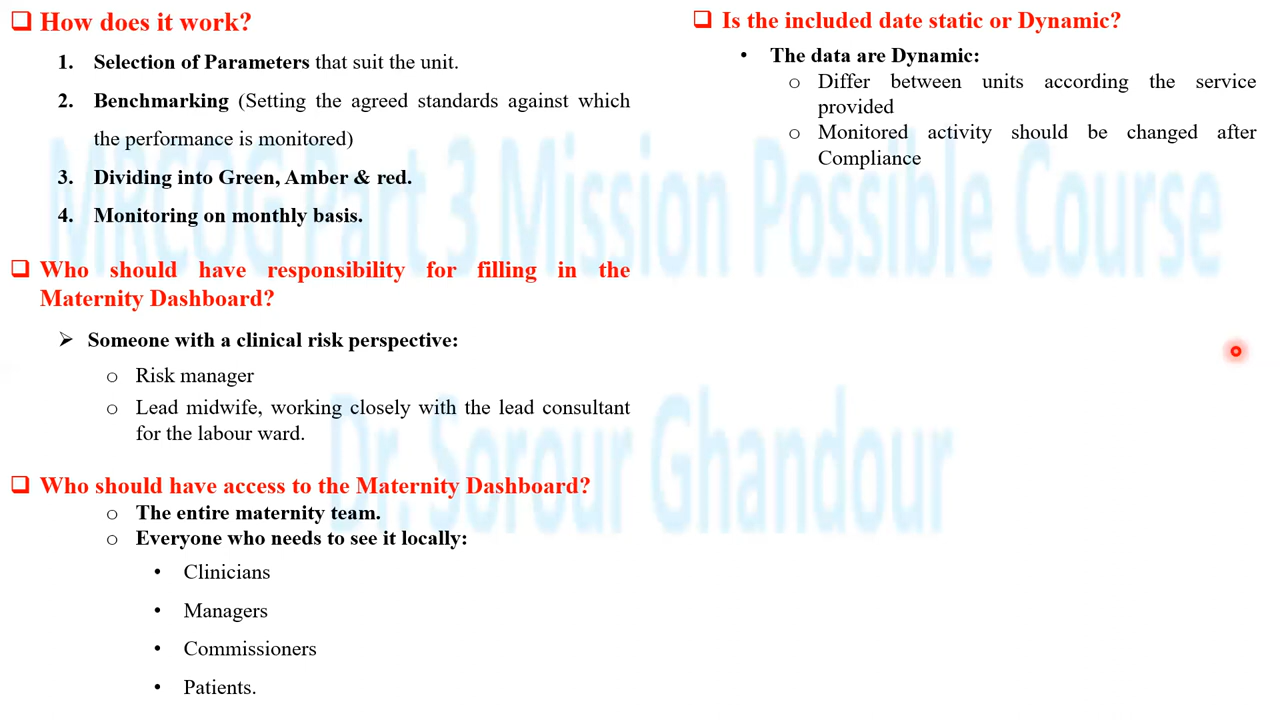 How does it work?
1. Selection of Parameters that suit the unit.
2. Benchmarking (Setting the agreed standards against which
the performance is monitored)
3. Dividing into Green, Amber & red.
4. Monitoring on monthly basis.
Who should have responsibility for filling in the
Maternity Dashboard?
Someone with a clinical risk perspective:
o Risk manager
o Lead midwife, working closely with the lead consultant
for the labour ward.
Who should have access to the Maternity Dashboard?
o The entire maternity team.
o Everyone who needs to see it locally:
• Clinicians
• Managers
• Commissioners
• Patients.
Is the included date static or Dynamic?
• The data are Dynamic:
o Differ between units according the service
provided
o Monitored activity should be changed after
Compliance
MRCOG Part 3 Mission Possible Course
Dr. Sorour Ghandour